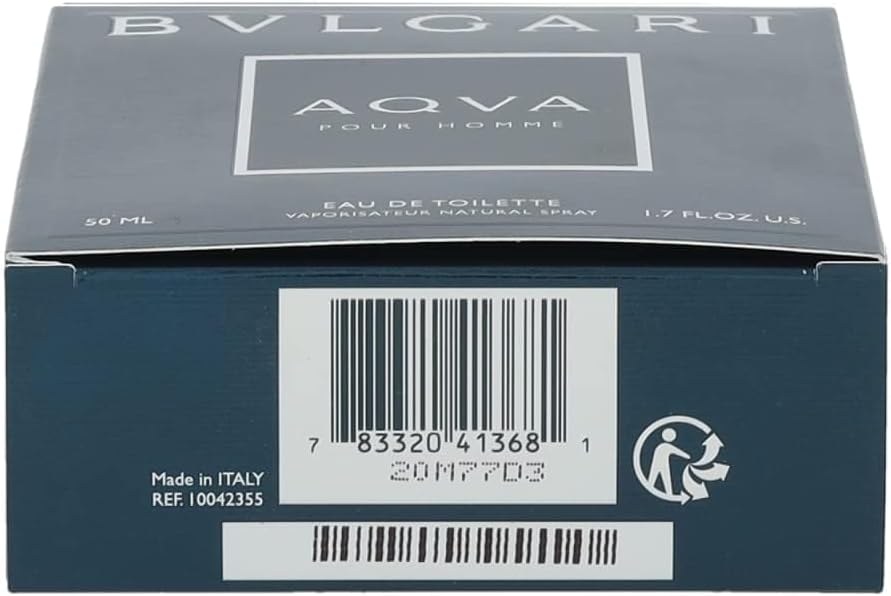 BVLGARI
AQVA
POUR HOMME
EAU DE TOILETTE
50 ML VAPORISATEUR NATURAL SPRAY 1.7 FL.OZ. U.S.
7 83320 41368 1
20M77D3
Made in ITALY
REF. 10042355